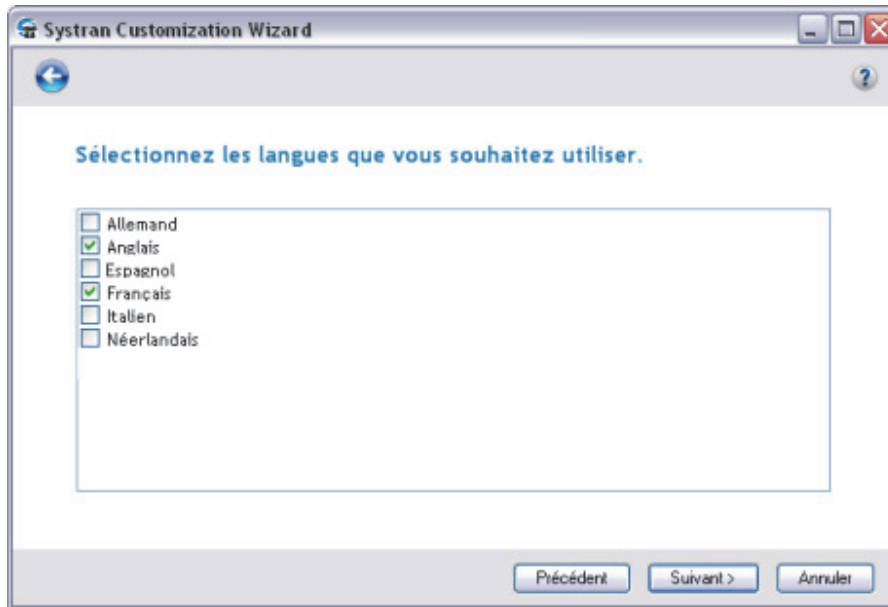 Systran Customization Wizard
?
Sélectionnez les langues que vous souhaitez utiliser.
Allemand
Anglais
Espagnol
Français
Italien
Néerlandais
Précédent Suivant > Annuler